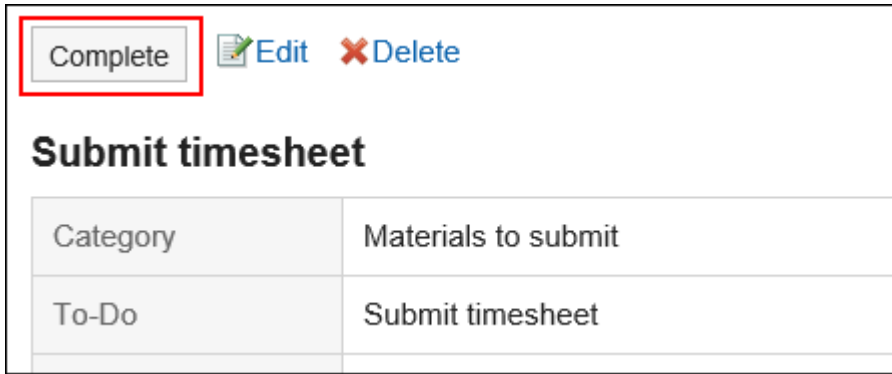 Complete Edit Delete
Submit timesheet
Category Materials to submit
To-Do Submit timesheet